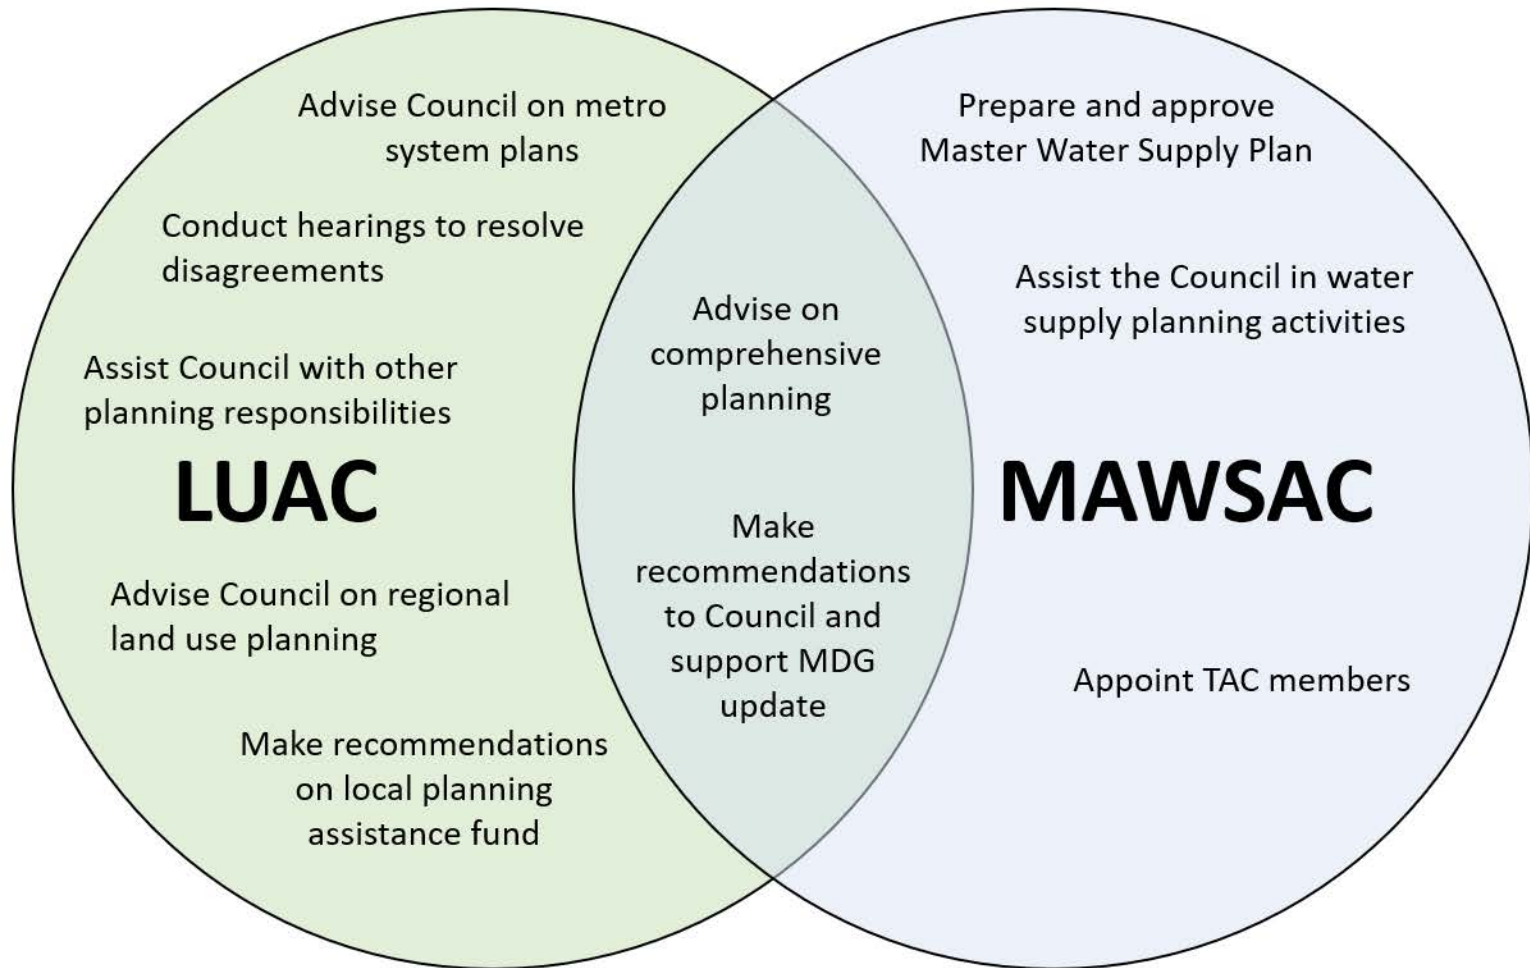 Advise Council on metro
system plans
Conduct hearings to resolve
disagreements
Assist Council with other
planning responsibilities
LUAC
Advise Council on regional
land use planning
Make recommendations
on local planning
assistance fund
Advise on
comprehensive
planning
Make
recommendations
to Council and
support MDG
update
Prepare and approve
Master Water Supply Plan
Assist the Council in water
supply planning activities
MAWSAC
Appoint TAC members